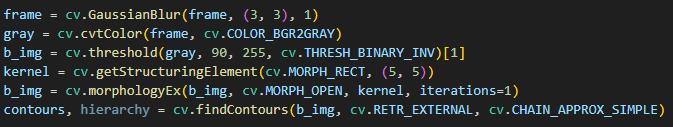 frame = cv.GaussianBlur(frame, (3, 3), 1)
gray = cv.cvtColor(frame, cv.COLOR_BGR2GRAY)
b_img = cv.threshold(gray, 90, 255, cv.THRESH_BINARY_INV)[1]
kernel = cv.getStructuringElement(cv.MORPH_RECT, (5, 5))
b_img = cv.morphologyEx(b_img, cv.MORPH_OPEN, kernel, iterations=1)
contours, hierarchy = cv.findContours(b_img, cv.RETR_EXTERNAL, cv.CHAIN_APPROX_SIMPLE)